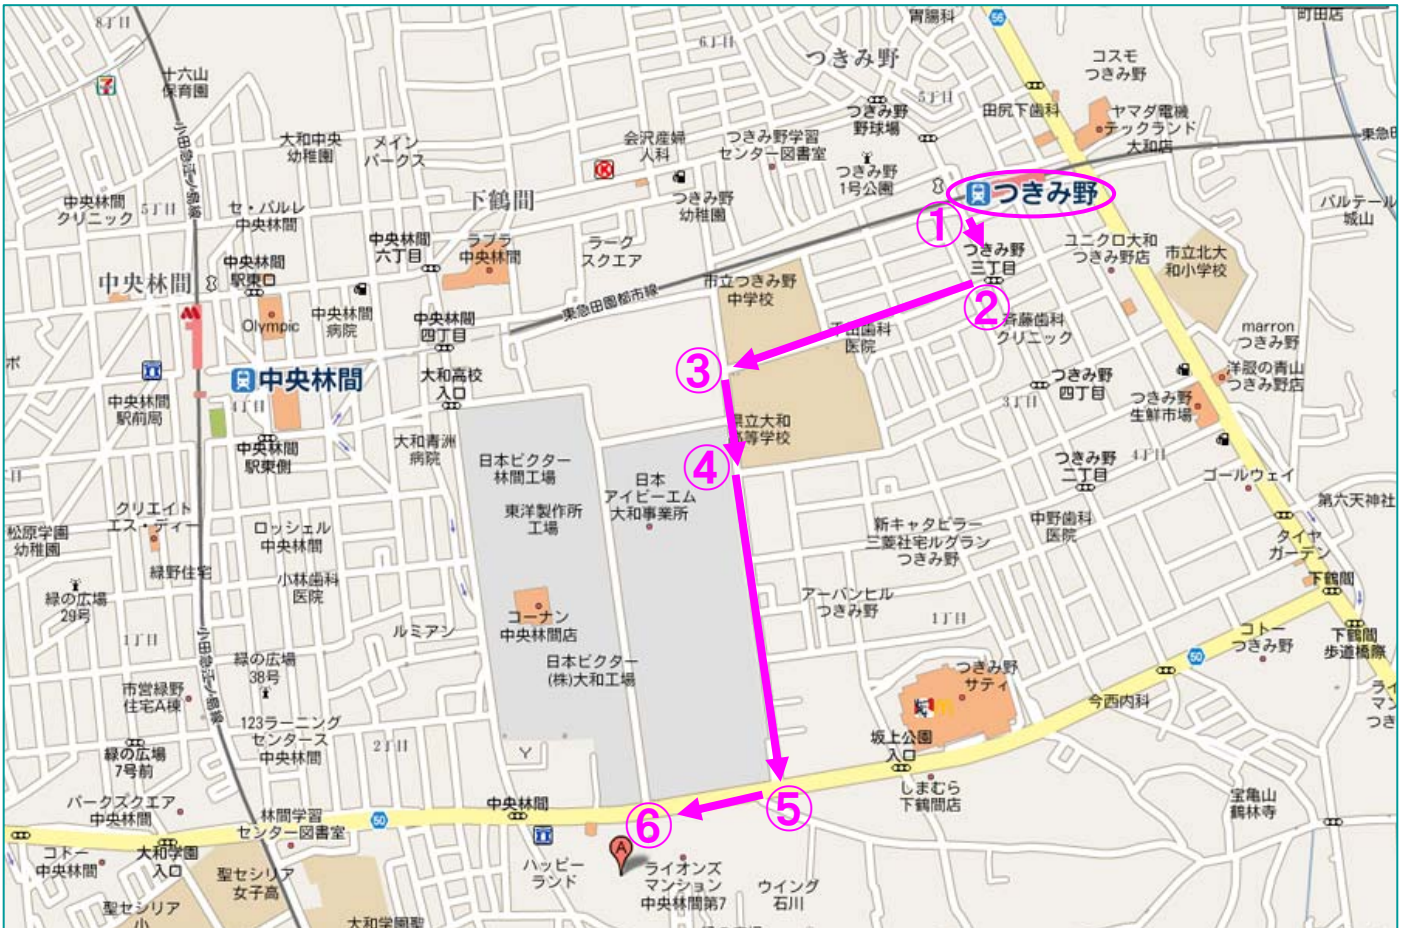 8丁目
胃腸科
56
町田店
6丁目
つきみ野
コスモ
つきみ野
十六山
保育園
5丁目
田尻下歯科
ヤマダ電機
テックランド
大和店
つきみ野
野球場
小田急江ノ島線
大和中央
幼稚園
メイン
パークス
会沢産婦
人科
つきみ野学習
センター図書室
東急田
つきみ野
1号公園
つきみ野
中央林間
クリニック
5丁目
セ・パルレ
中央林間
下鶴間
つきみ野
幼稚園
パルテール
城山
①
中央林間
六丁目
ラプラ
中央林間
ラーク
スクエア
つきみ野
三丁目
ユニクロ大和
つきみ野店
市立北大
和小学校
中央林間
中央林間
駅東口
市立つきみ野
中学校
東急田園都市線
②
Olympic
中央林間
病院
中央林間
四丁目
千田歯科
医院
斉藤歯科
クリニック
marron
つきみ野
ポ
③
中央林間
大和高校
入口
つきみ野
四丁目
洋服の青山
つきみ野店
中央林間
駅前局
4丁目
3丁目
つきみ野
生鮮市場
県立大和
高等学校
中央林間
駅東側
大和青洲
病院
④
日本ビクター
林間工場
日本
アイビーエム
大和事業所
つきみ野
二丁目
4丁目
ゴールウェイ
クリエイト
エス・ディー
東洋製作所
工場
第六天神社
松原学園
幼稚園
ロッシェル
中央林間
新キャタピラー
三菱社宅ルグラン
つきみ野
中野歯科
医院
タイヤ
ガーデン
緑野住宅
小林歯科
医院
下鶴間
緑の広場
29号
アーバンヒル
つきみ野
コーナン
中央林間店
1丁目
ルミアン
1丁目
コトー
つきみ野
下鶴間
歩道橋際
小田急江ノ島線
緑の広場
38号
日本ビクター
(株)大和工場
50
つきみ野
サティ
市営緑野
住宅A棟
今西内科
ライ
マン
つき
123ラーニング
センタース
中央林間
2丁目
坂上公園
入口
緑の広場
7号前
Y
しまむら
下鶴間店
パークスクエア
中央林間
林間学習
センター図書室
50
中央林間
⑥
⑤
宝亀山
鶴林寺
コトー
中央林間
大和学園
入口
聖セシリア
女子高
ハッピー
ランド
A
ライオンズ
マンション
中央林間第7
ウイング
石川
聖セシリア
小
大和学園聖